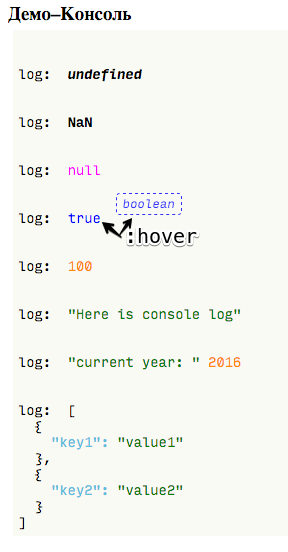 Демо–Консоль
log: undefined
log: NaN
log: null
boolean
log: true
:hover
log: 100
log: "Here is console log"
log: "current year: " 2016
log: [
  {
    "key1": "value1"
  },
  {
    "key2": "value2"
  }
]